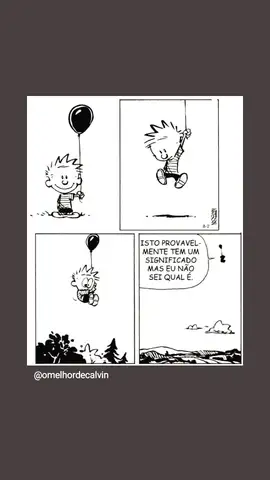 ISTO PROVAVEL-
MENTE TEM UM
SIGNIFICADO
MAS EU NÃO
SEI QUAL É.
@omelhordecalvin